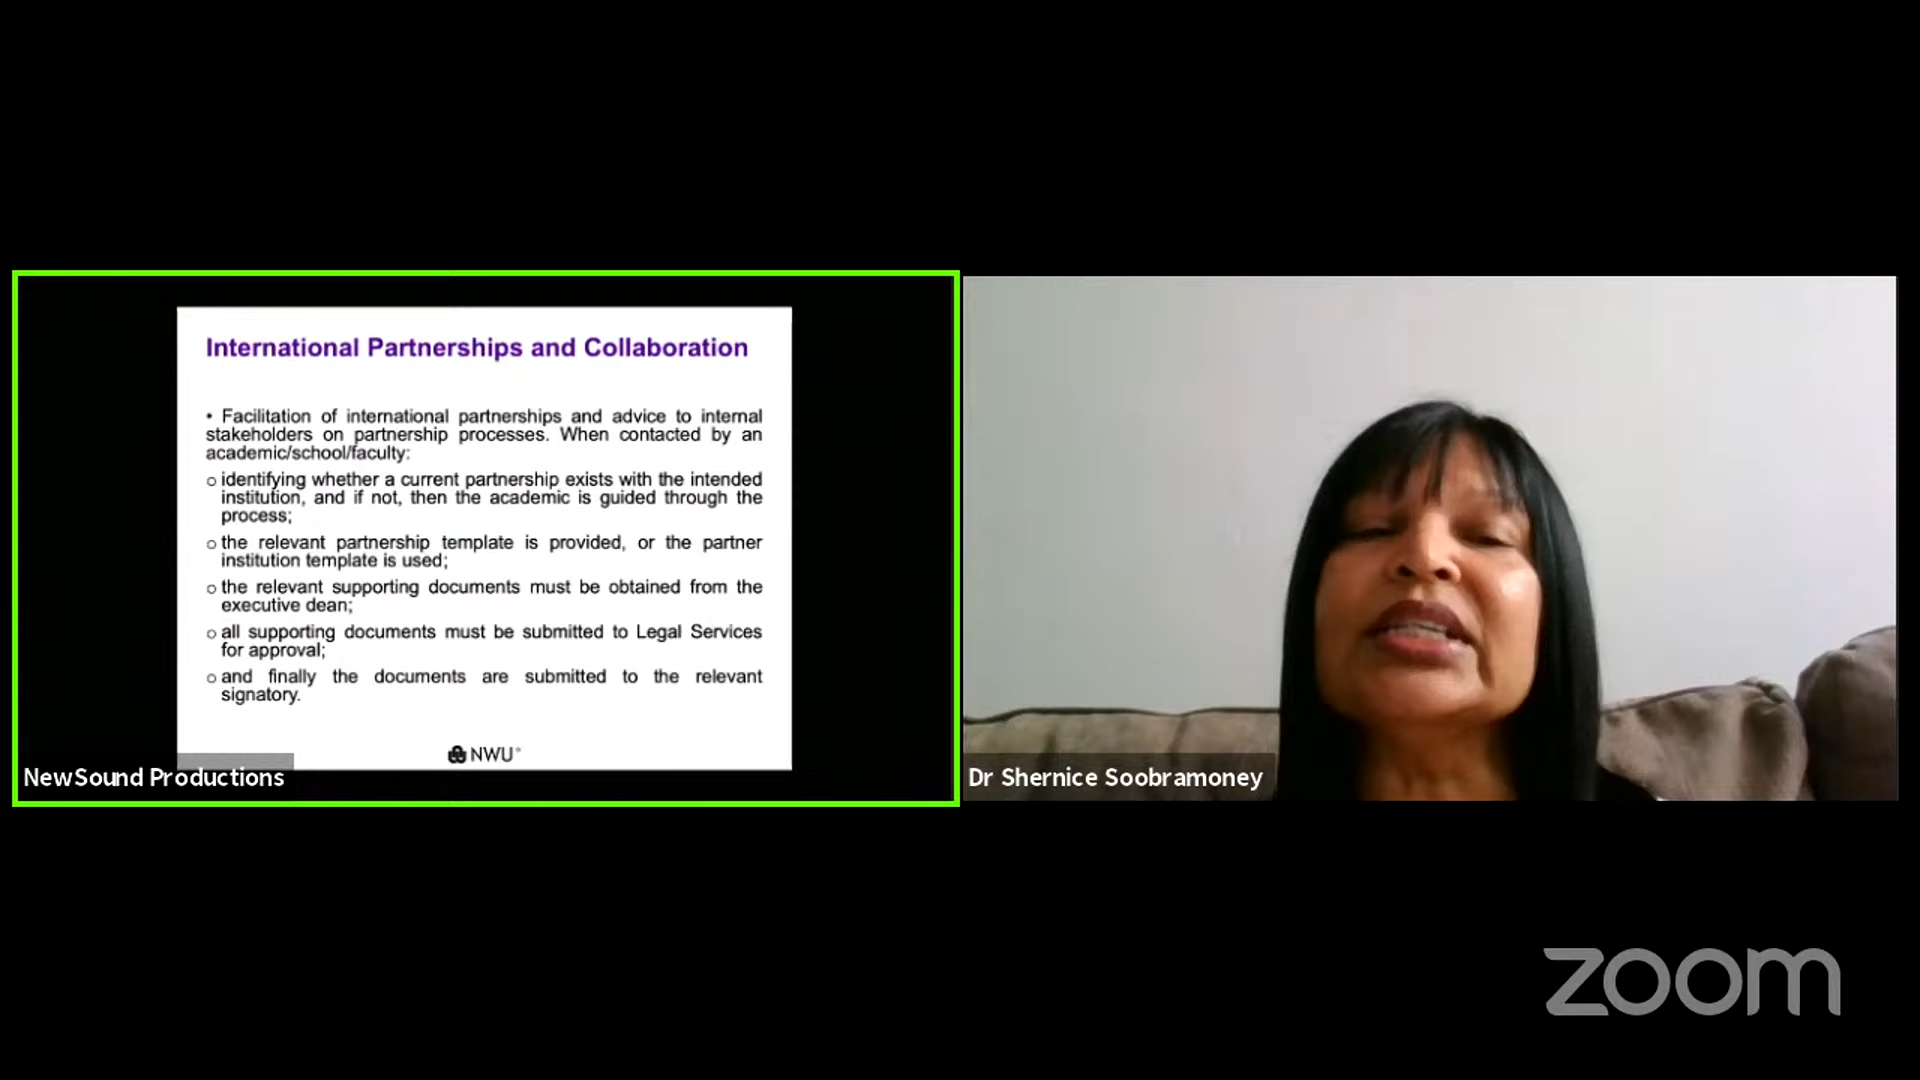 International Partnerships and Collaboration
• Facilitation of international partnerships and advice to internal
stakeholders on partnership processes. When contacted by an
academic/school/faculty:
o identifying whether a current partnership exists with the intended
institution, and if not, then the academic is guided through the
process;
o the relevant partnership template is provided, or the partner
institution template is used;
o the relevant supporting documents must be obtained from the
executive dean;
o all supporting documents must be submitted to Legal Services
for approval;
o and finally the documents are submitted to the relevant
signatory.
NWU®
NewSound Productions
Dr Shernice Soobramoney
zoom